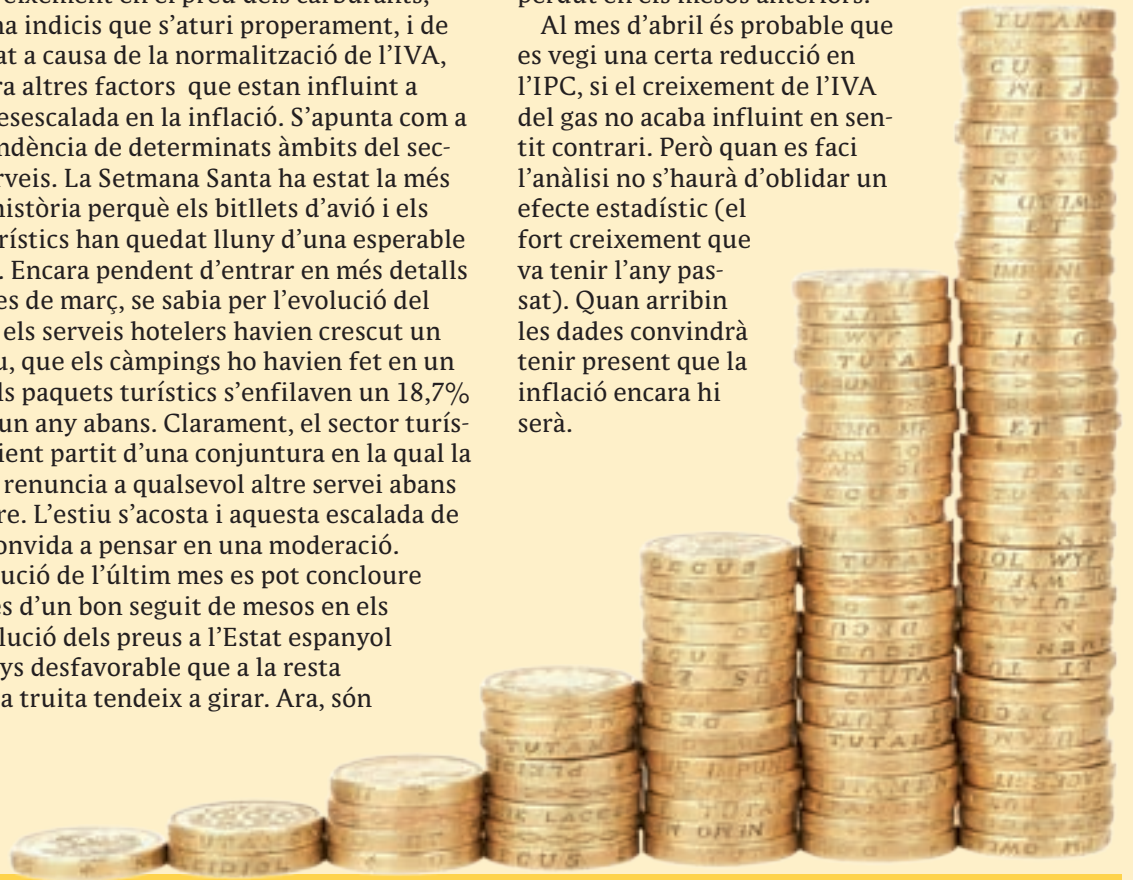 eixement en el preu dels carburants,
indicis que s'aturi properament, i de
at a causa de la normalització de l'IVA,
ra altres factors que estan influint a
esescalada en la inflació. S'apunta com a
ndència de determinats àmbits del sec-
rveis. La Setmana Santa ha estat la més
història perquè els bitllets d'avió i els
rístics han quedat lluny d'una esperable
. Encara pendent d'entrar en més detalls
es de març, se sabia per l'evolució del
els serveis hotelers havien crescut un
u, que els càmpings ho havien fet en un
ls paquets turístics s'enfilaven un 18,7%
un any abans. Clarament, el sector turís-
ient partit d'una conjuntura en la qual la
renuncia a qualsevol altre servei abans
re. L'estiu s'acosta i aquesta escalada de
onvida a pensar en una moderació.
ució de l'últim mes es pot concloure
es d'un bon seguit de mesos en els
lució dels preus a l'Estat espanyol
ys desfavorable que a la resta
a truita tendeix a girar. Ara, són
perdut en els mesos anteriors.
Al mes d'abril és probable que
es vegi una certa reducció en
l'IPC, si el creixement de l'IVA
del gas no acaba influint en sen-
tit contrari. Però quan es faci
l'anàlisi no s'haurà d'oblidar un
efecte estadístic (el
fort creixement que
va tenir l'any pas-
sat). Quan arribin
les dades convindrà
tenir present que la
inflació encara hi
serà.